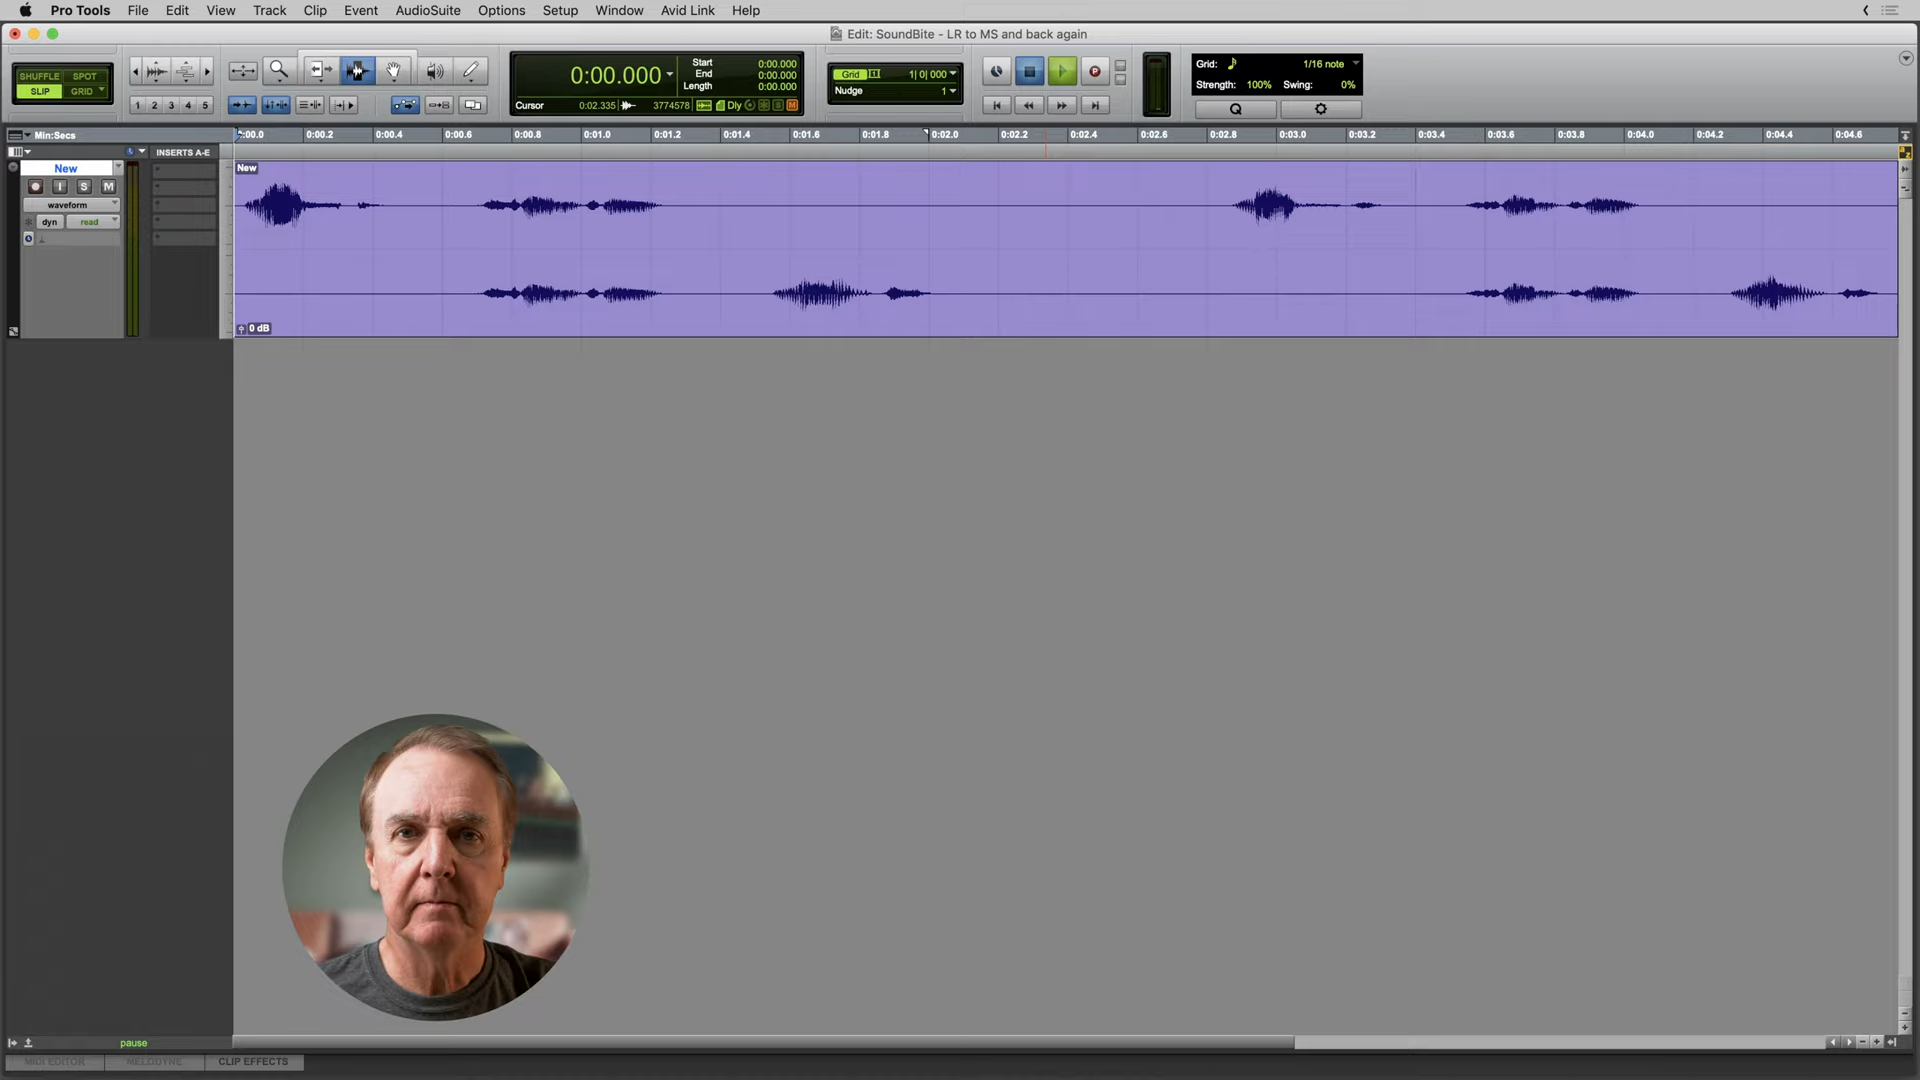 Pro Tools File Edit View Track Clip Event AudioSuite Options Setup Window Avid Link Help
Edit: SoundBite - LR to MS and back again
SHUFFLE SPOT
SLIP GRID
1 2 3 4 5
0:00.000
Start 0:00.000
End 0:00.000
Length 0:00.000
Cursor 0:02.335 3774578 Dly S M
Grid 1| 0| 000
Nudge 1
P
Grid: 1/16 note
Strength: 100% Swing: 0%
Q
Min:Secs 0:00.0 0:00.2 0:00.4 0:00.6 0:00.8 0:01.0 0:01.2 0:01.4 0:01.6 0:01.8 0:02.0 0:02.2 0:02.4 0:02.6 0:02.8 0:03.0 0:03.2 0:03.4 0:03.6 0:03.8 0:04.0 0:04.2 0:04.4 0:04.6
INSERTS A-E
New
New
I S M
waveform
dyn read
0 dB
pause
MIDI EDITOR MELODYNE CLIP EFFECTS